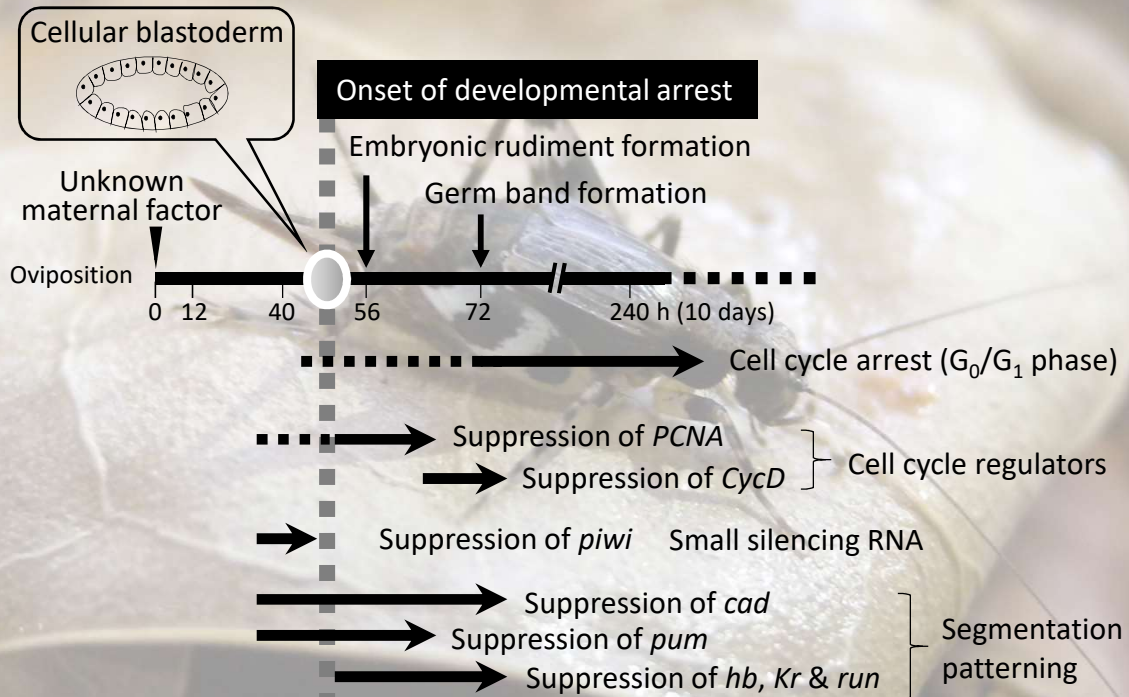 Cellular blastoderm
Onset of developmental arrest
Embryonic rudiment formation
Germ band formation
Unknown
maternal factor
Oviposition
0 12 40 56 72 240 h (10 days)
Cell cycle arrest (G₀/G₁ phase)
Suppression of PCNA
Suppression of CycD
Cell cycle regulators
Suppression of piwi Small silencing RNA
Suppression of cad
Suppression of pum
Suppression of hb, Kr & run
Segmentation
patterning